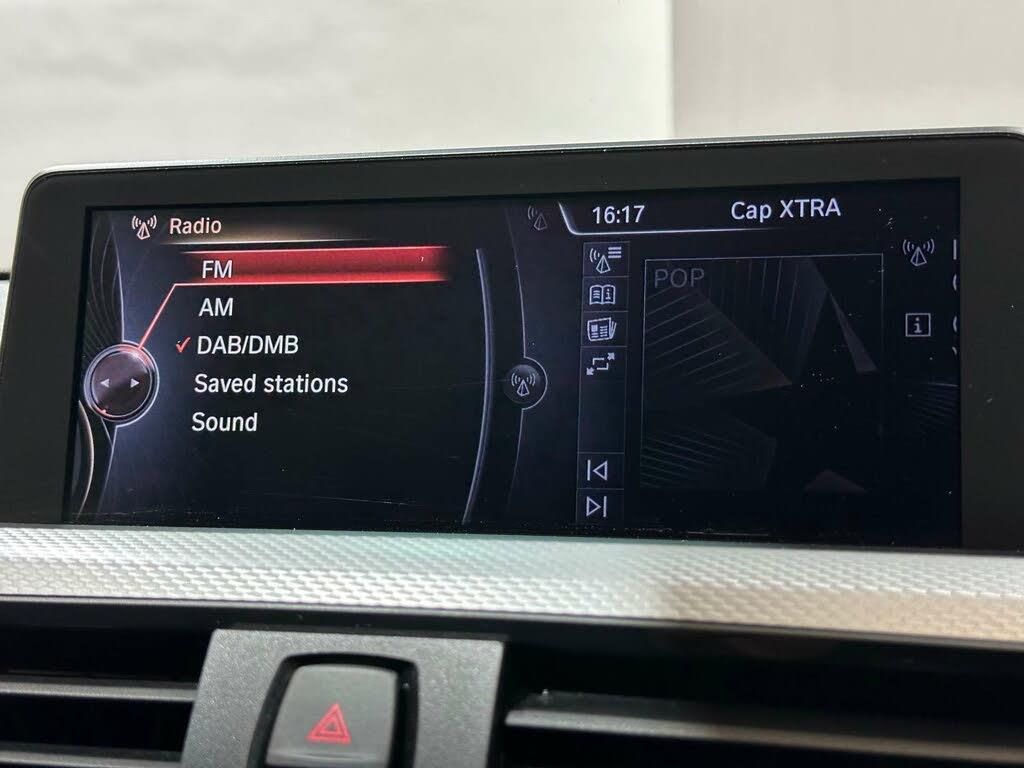 Radio
FM
AM
DAB/DMB
Saved stations
Sound
16:17
Cap XTRA
POP